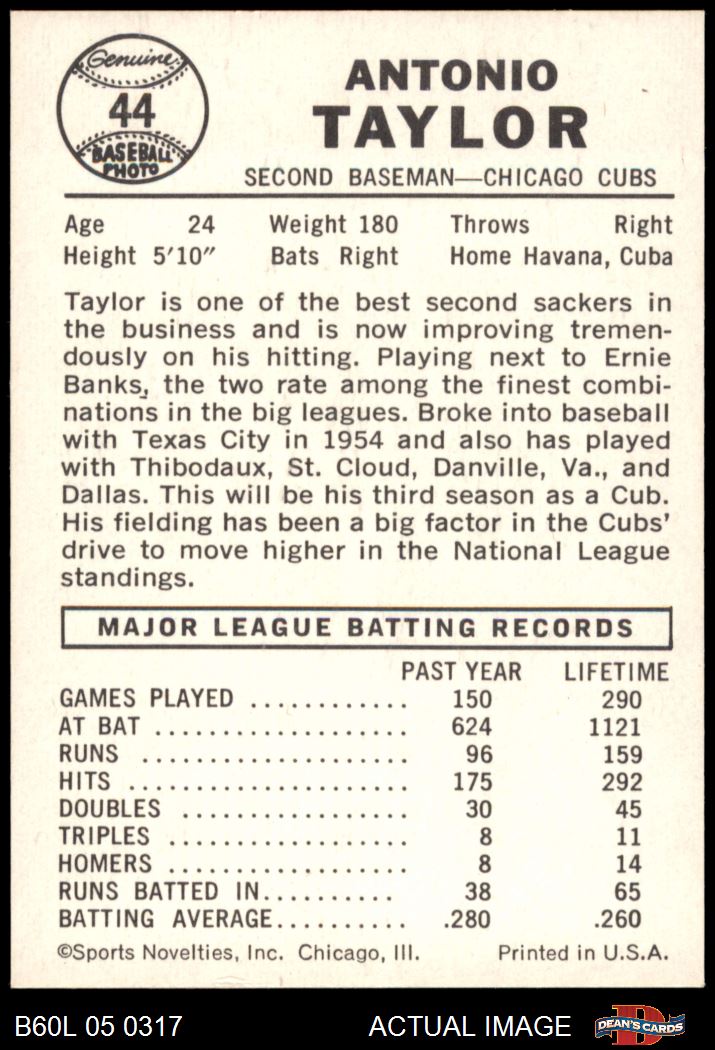 Genuine
44
BASEBALL
PHOTO
ANTONIO
TAYLOR
SECOND BASEMAN—CHICAGO CUBS
Age 24 Weight 180 Throws Right
Height 5'10" Bats Right Home Havana, Cuba
Taylor is one of the best second sackers in
the business and is now improving tremen-
dously on his hitting. Playing next to Ernie
Banks, the two rate among the finest combi-
nations in the big leagues. Broke into baseball
with Texas City in 1954 and also has played
with Thibodaux, St. Cloud, Danville, Va., and
Dallas. This will be his third season as a Cub.
His fielding has been a big factor in the Cubs'
drive to move higher in the National League
standings.
MAJOR LEAGUE BATTING RECORDS
PAST YEAR LIFETIME
GAMES PLAYED ............ 150 290
AT BAT .................... 624 1121
RUNS ..................... 96 159
HITS ...................... 175 292
DOUBLES .................. 30 45
TRIPLES ................... 8 11
HOMERS ................... 8 14
RUNS BATTED IN.......... 38 65
BATTING AVERAGE.......... .280 .260
©Sports Novelties, Inc. Chicago, Ill. Printed in U.S.A.
B60L 05 0317 ACTUAL IMAGE D DEAN'S CARDS